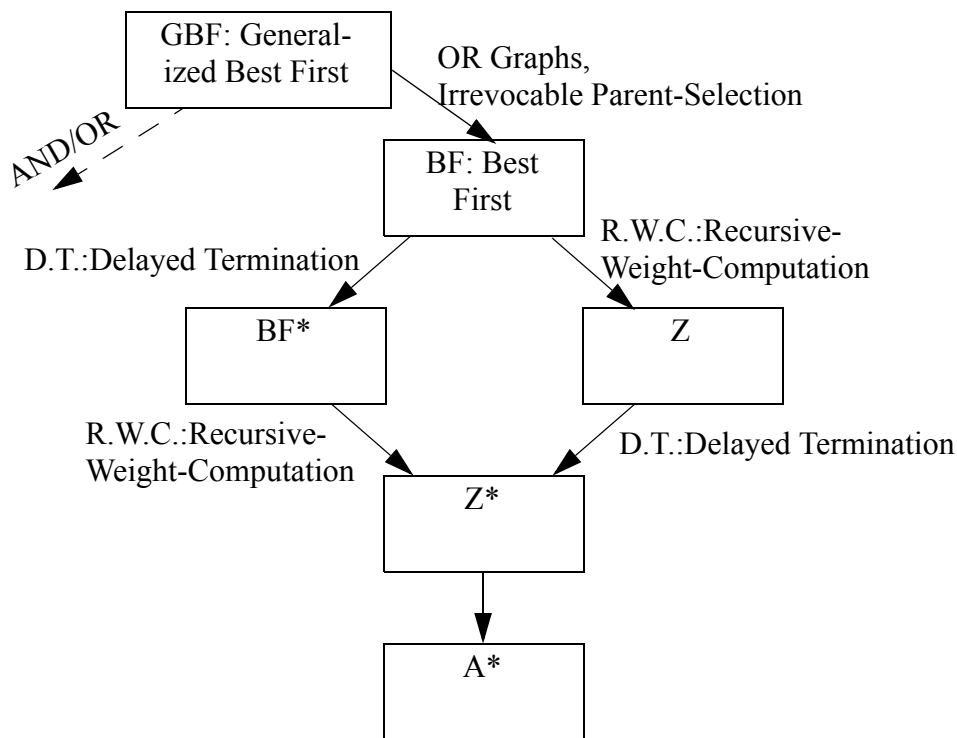 GBF: General-
ized Best First
OR Graphs,
Irrevocable Parent-Selection
AND/OR
BF: Best
First
R.W.C.:Recursive-
Weight-Computation
D.T.:Delayed Termination
BF*
Z
R.W.C.:Recursive-
Weight-Computation
D.T.:Delayed Termination
Z*
A*